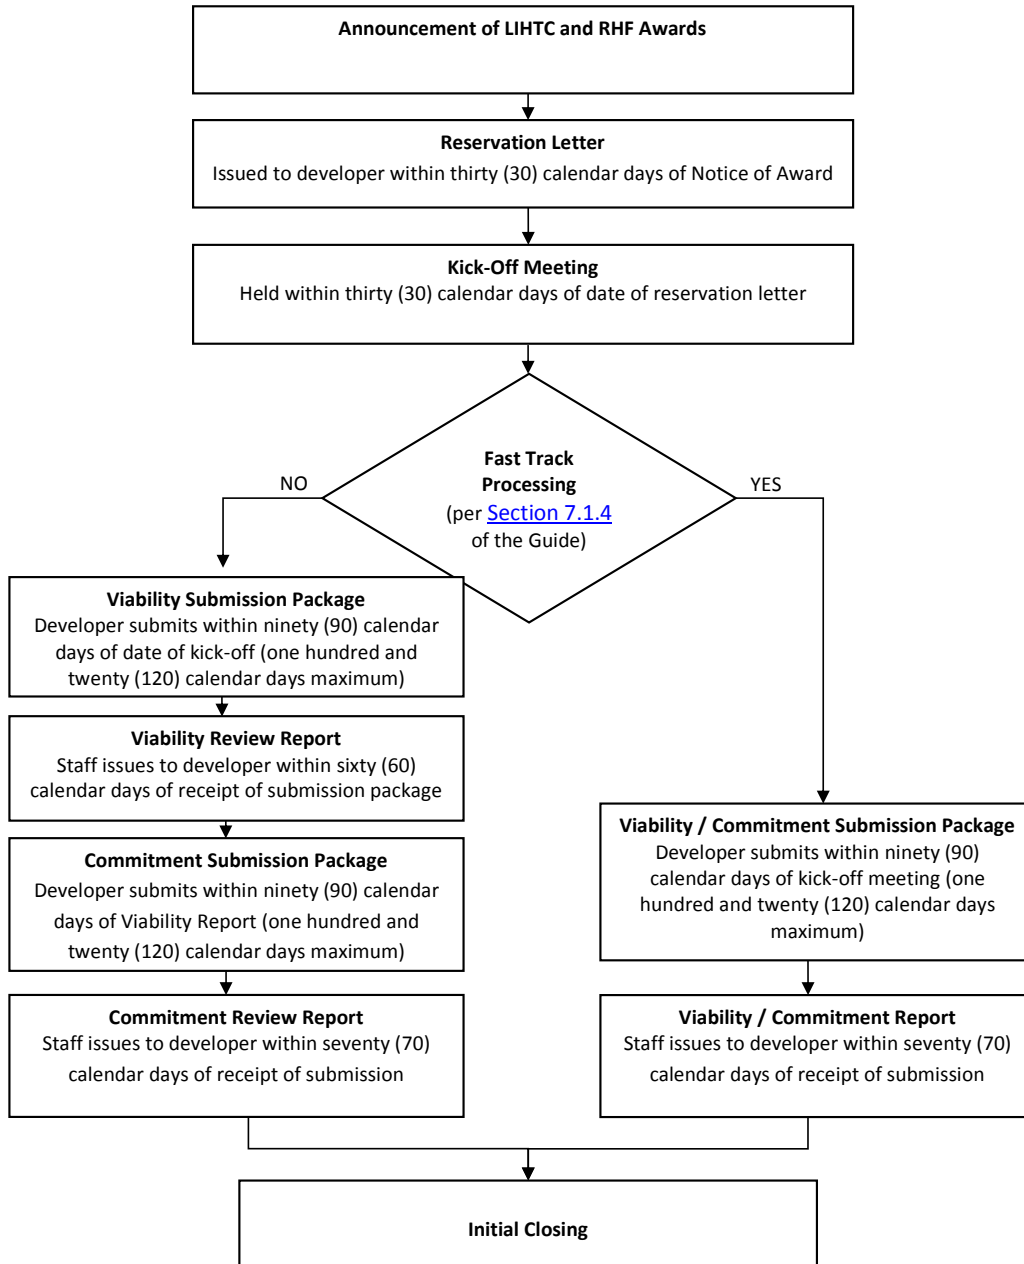 Announcement of LIHTC and RHF Awards
Reservation Letter
Issued to developer within thirty (30) calendar days of Notice of Award
Kick-Off Meeting
Held within thirty (30) calendar days of date of reservation letter
Fast Track
Processing
(per Section 7.1.4
of the Guide)
NO
YES
Viability Submission Package
Developer submits within ninety (90) calendar
days of date of kick-off (one hundred and
twenty (120) calendar days maximum)
Viability Review Report
Staff issues to developer within sixty (60)
calendar days of receipt of submission package
Commitment Submission Package
Developer submits within ninety (90) calendar
days of Viability Report (one hundred and
twenty (120) calendar days maximum)
Commitment Review Report
Staff issues to developer within seventy (70)
calendar days of receipt of submission
Viability / Commitment Submission Package
Developer submits within ninety (90)
calendar days of kick-off meeting (one
hundred and twenty (120) calendar days
maximum)
Viability / Commitment Report
Staff issues to developer within seventy (70)
calendar days of receipt of submission
Initial Closing